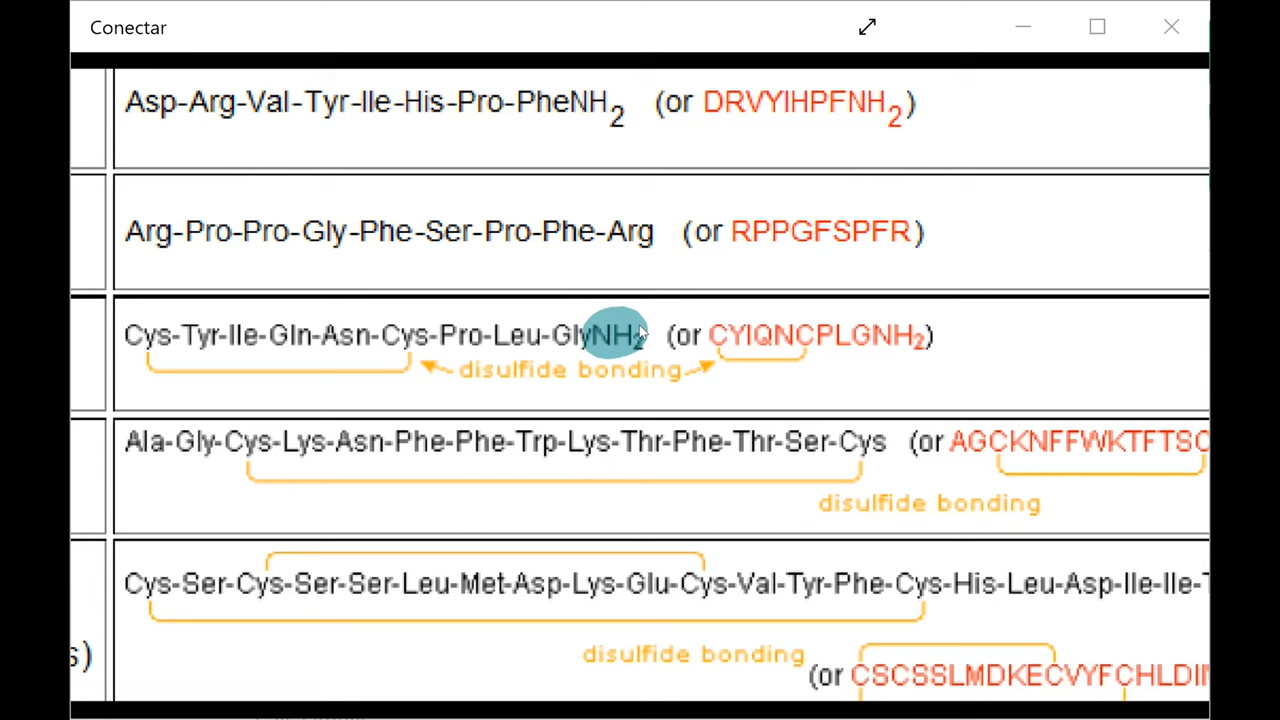 Conectar
Asp-Arg-Val-Tyr-Ile-His-Pro-PheNH2 (or DRVYIHPFNH2)
Arg-Pro-Pro-Gly-Phe-Ser-Pro-Phe-Arg (or RPPGFSPFR)
Cys-Tyr-Ile-Gln-Asn-Cys-Pro-Leu-GlyNH2 (or CYIQNCPLGNH2)
disulfide bonding
Ala-Gly-Cys-Lys-Asn-Phe-Phe-Trp-Lys-Thr-Phe-Thr-Ser-Cys (or AGCKNFFWKTFTSC
disulfide bonding
Cys-Ser-Cys-Ser-Ser-Leu-Met-Asp-Lys-Glu-Cys-Val-Tyr-Phe-Cys-His-Leu-Asp-Ile-Ile-
disulfide bonding
s)
(or CSCSSLMDKECVYFCHLDI